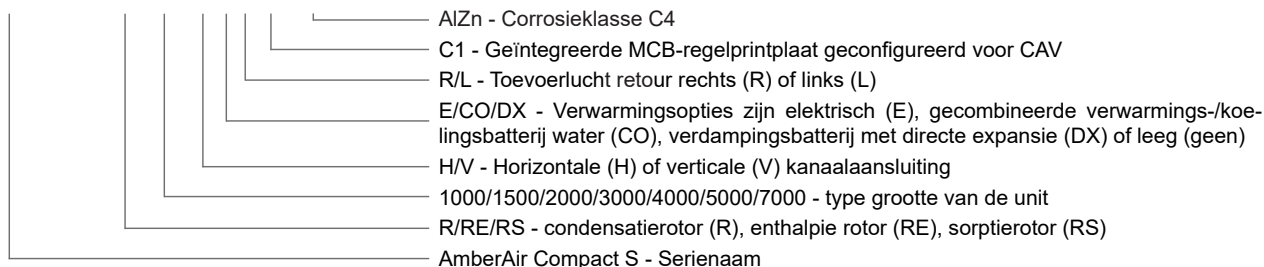 AlZn - Corrosieklasse C4
C1 - Geïntegreerde MCB-regelprintplaat geconfigureerd voor CAV
R/L - Toevoerlucht retour rechts (R) of links (L)
E/CO/DX - Verwarmingsopties zijn elektrisch (E), gecombineerde verwarmings-/koe-
lingsbatterij water (CO), verdampingsbatterij met directe expansie (DX) of leeg (geen)
H/V - Horizontale (H) of verticale (V) kanaalaansluiting
1000/1500/2000/3000/4000/5000/7000 - type grootte van de unit
R/RE/RS - condensatierotor (R), enthalpie rotor (RE), sorptierotor (RS)
AmberAir Compact S - Serienaam